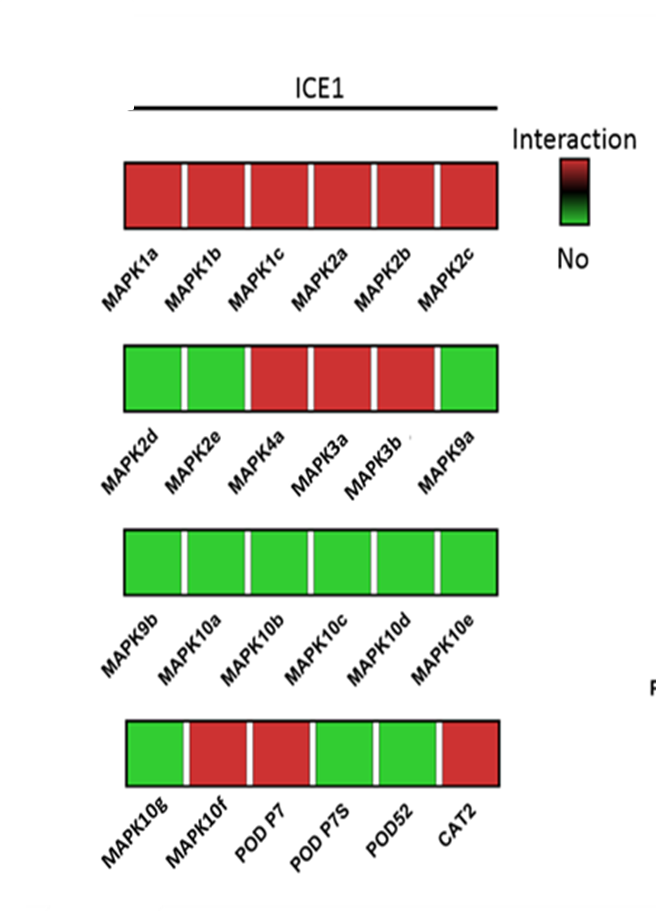 ICE1
Interaction
No
MAPK1a MAPK1b MAPK1c MAPK2a MAPK2b MAPK2c
MAPK2d MAPK2e MAPK4a MAPK3a MAPK3b MAPK9a
MAPK9b MAPK10a MAPK10b MAPK10c MAPK10d MAPK10e
MAPK10g MAPK10f POD P7 POD P7S POD52 CAT2